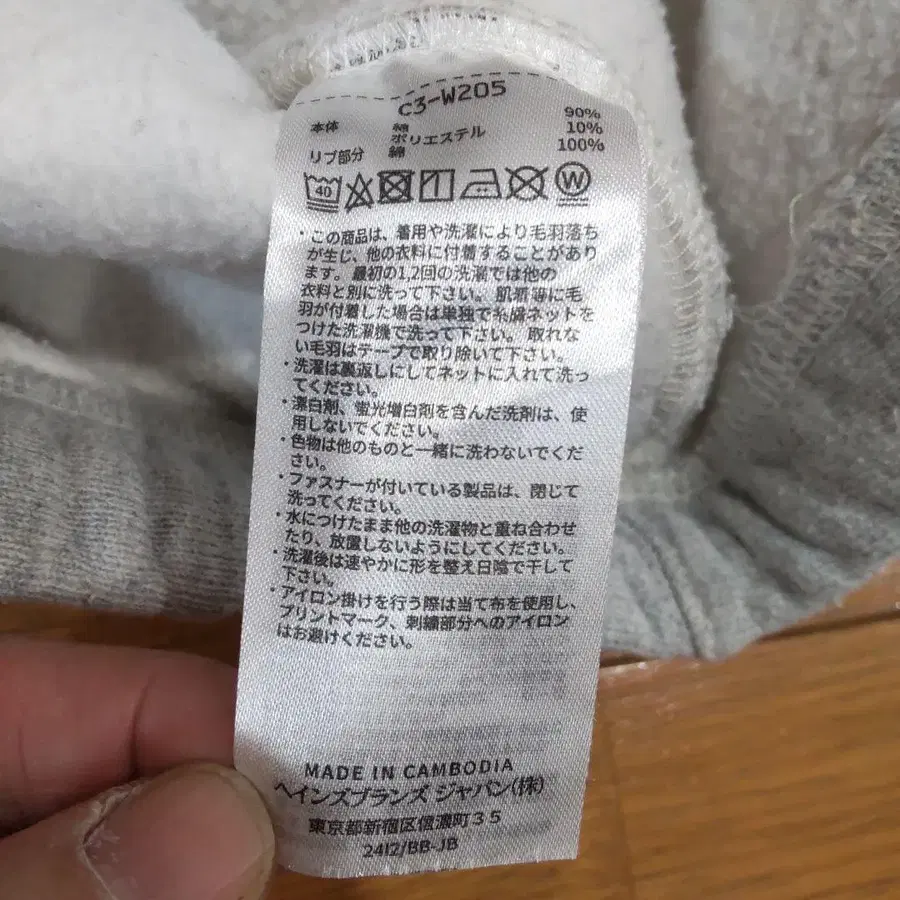 C3-W205
本体 綿 90%
ポリエステル 10%
リブ部分 綿 100%
40 W
・この商品は、着用や洗濯により毛羽落ち
が生じ、他の衣料に付着することがあり
ます。最初の1,2回の洗濯では他の
衣料と別に洗って下さい。肌着等に毛
羽が付着した場合は単独で糸屑ネットを
つけた洗濯機で洗って下さい。取れな
い毛羽はテープで取り除いて下さい。
・洗濯は裏返しにしてネットに入れて洗っ
てください。
・漂白剤、蛍光増白剤を含んだ洗剤は、使
用しないでください。
・色物は他のものと一緒に洗わないでくだ
さい。
・ファスナーが付いている製品は、閉じて
洗ってください。
・水につけたまま他の洗濯物と重ね合わせ
たり、放置しないようにしてください。
・洗濯後は速やかに形を整え日陰で干して
下さい。
・アイロン掛けを行う際は当て布を使用し、
プリントマーク、刺繍部分へのアイロン
はお避けください。
MADE IN CAMBODIA
ヘインズブランズ ジャパン(株)
東京都新宿区信濃町35
2412/BB-JB